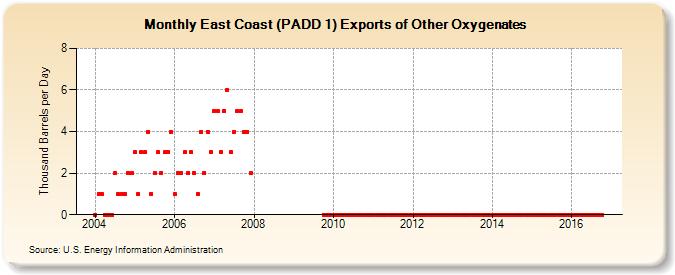 Monthly East Coast (PADD 1) Exports of Other Oxygenates
Thousand Barrels per Day
8
6
4
2
0
2004 2006 2008 2010 2012 2014 2016
Source: U.S. Energy Information Administration